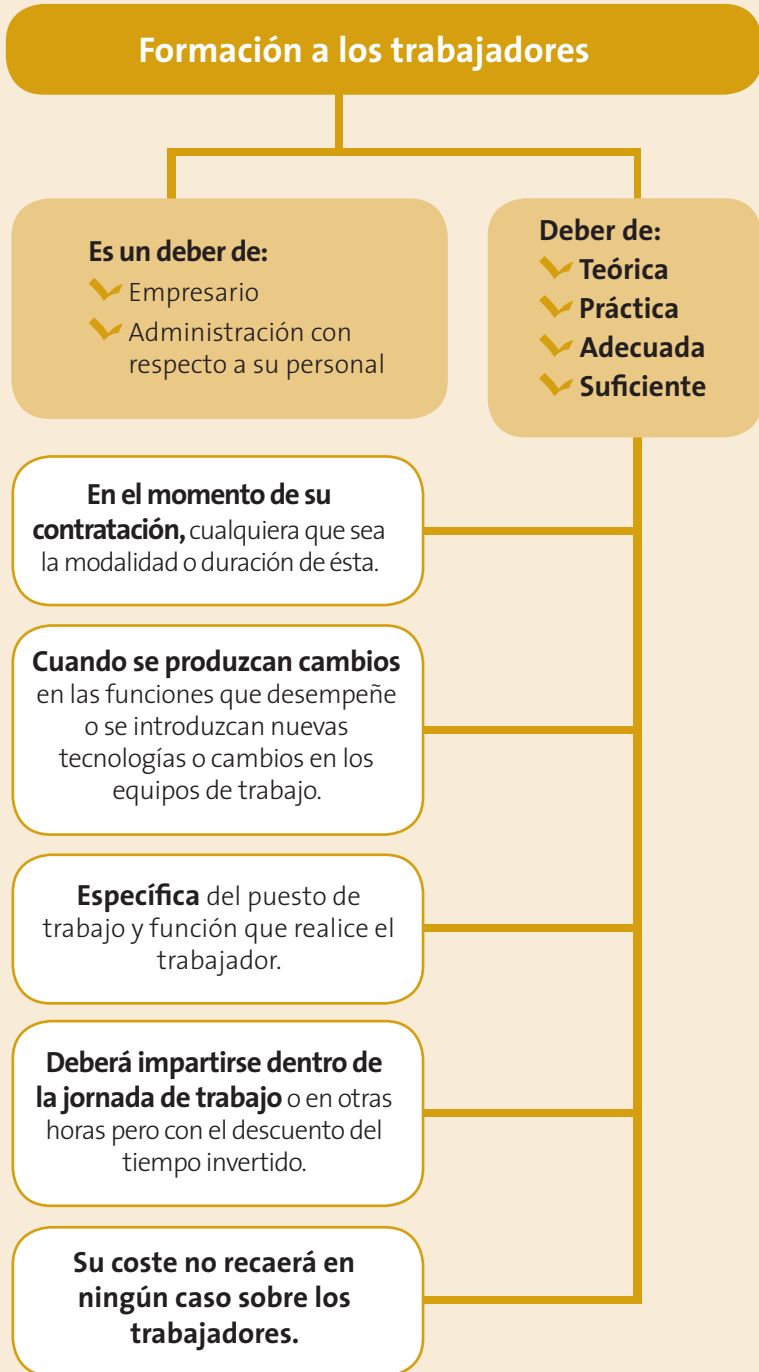 Formación a los trabajadores
Es un deber de:
Empresario
Administración con
respecto a su personal
Deber de:
Teórica
Práctica
Adecuada
Suficiente
En el momento de su
contratación, cualquiera que sea
la modalidad o duración de ésta.
Cuando se produzcan cambios
en las funciones que desempeñe
o se introduzcan nuevas
tecnologías o cambios en los
equipos de trabajo.
Específica del puesto de
trabajo y función que realice el
trabajador.
Deberá impartirse dentro de
la jornada de trabajo o en otras
horas pero con el descuento del
tiempo invertido.
Su coste no recaerá en
ningún caso sobre los
trabajadores.